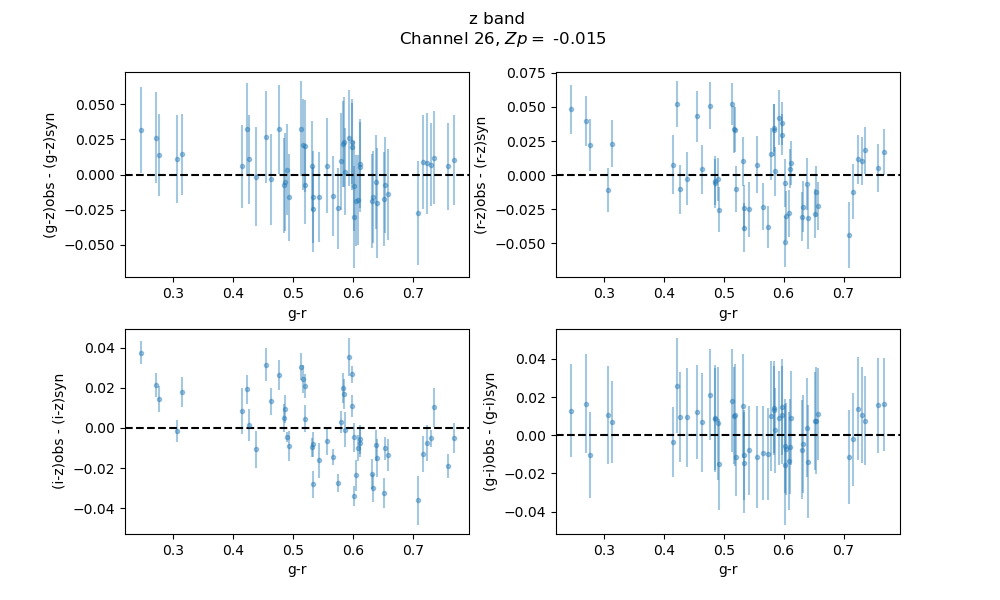 z band
Channel 26, Zp = -0.015
(g-z)obs - (g-z)syn
0.050
0.025
0.000
−0.025
−0.050
0.3 0.4 0.5 0.6 0.7
g-r
(r-z)obs - (r-z)syn
0.075
0.050
0.025
0.000
−0.025
−0.050
0.3 0.4 0.5 0.6 0.7
g-r
(i-z)obs - (i-z)syn
0.04
0.02
0.00
−0.02
−0.04
0.3 0.4 0.5 0.6 0.7
g-r
(g-i)obs - (g-i)syn
0.04
0.02
0.00
−0.02
−0.04
0.3 0.4 0.5 0.6 0.7
g-r